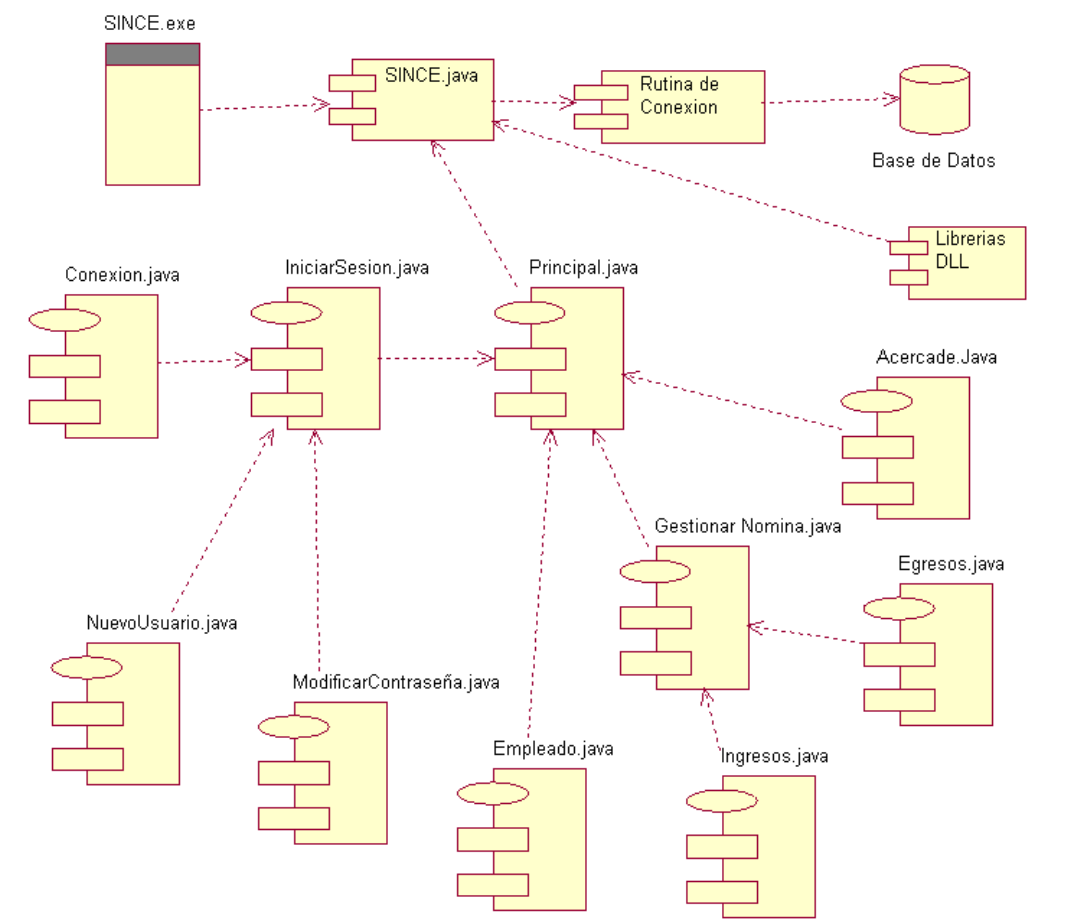 SINCE.exe
SINCE.java
Rutina de
Conexion
Base de Datos
Librerias
DLL
Conexion.java
IniciarSesion.java
Principal.java
Acercade.Java
Gestionar Nomina.java
Egresos.java
NuevoUsuario.java
ModificarContraseña.java
Empleado.java
Ingresos.java